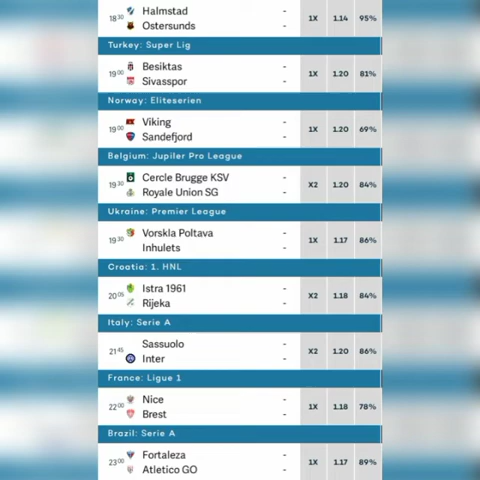 18:30 Halmstad - 1X 1.14 95%
Ostersunds -
Turkey: Super Lig
19:00 Besiktas - 1X 1.20 81%
Sivasspor -
Norway: Eliteserien
19:00 Viking - 1X 1.20 69%
Sandefjord -
Belgium: Jupiler Pro League
19:30 Cercle Brugge KSV - X2 1.20 84%
Royale Union SG -
Ukraine: Premier League
19:30 Vorskla Poltava - 1X 1.17 86%
Inhulets -
Croatia: 1. HNL
20:05 Istra 1961 - X2 1.18 84%
Rijeka -
Italy: Serie A
21:45 Sassuolo - X2 1.20 86%
Inter -
France: Ligue 1
22:00 Nice - 1X 1.18 78%
Brest -
Brazil: Serie A
23:00 Fortaleza - 1X 1.17 89%
Atletico GO -